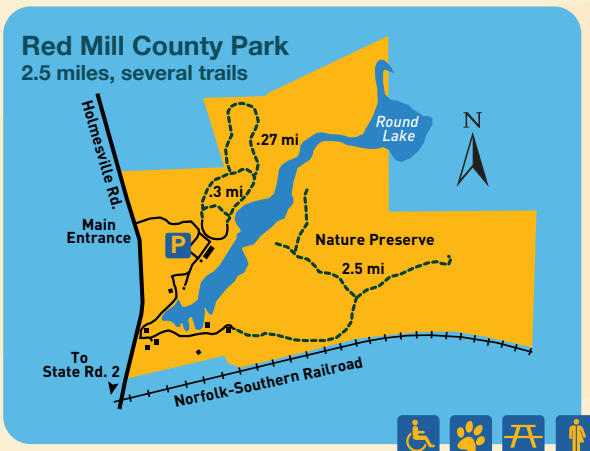 Red Mill County Park
2.5 miles, several trails
Holmesville Rd.
.27 mi
Round
Lake
N
.3 mi
Main
Entrance
P
Nature Preserve
2.5 mi
To
State Rd. 2
Norfolk-Southern Railroad